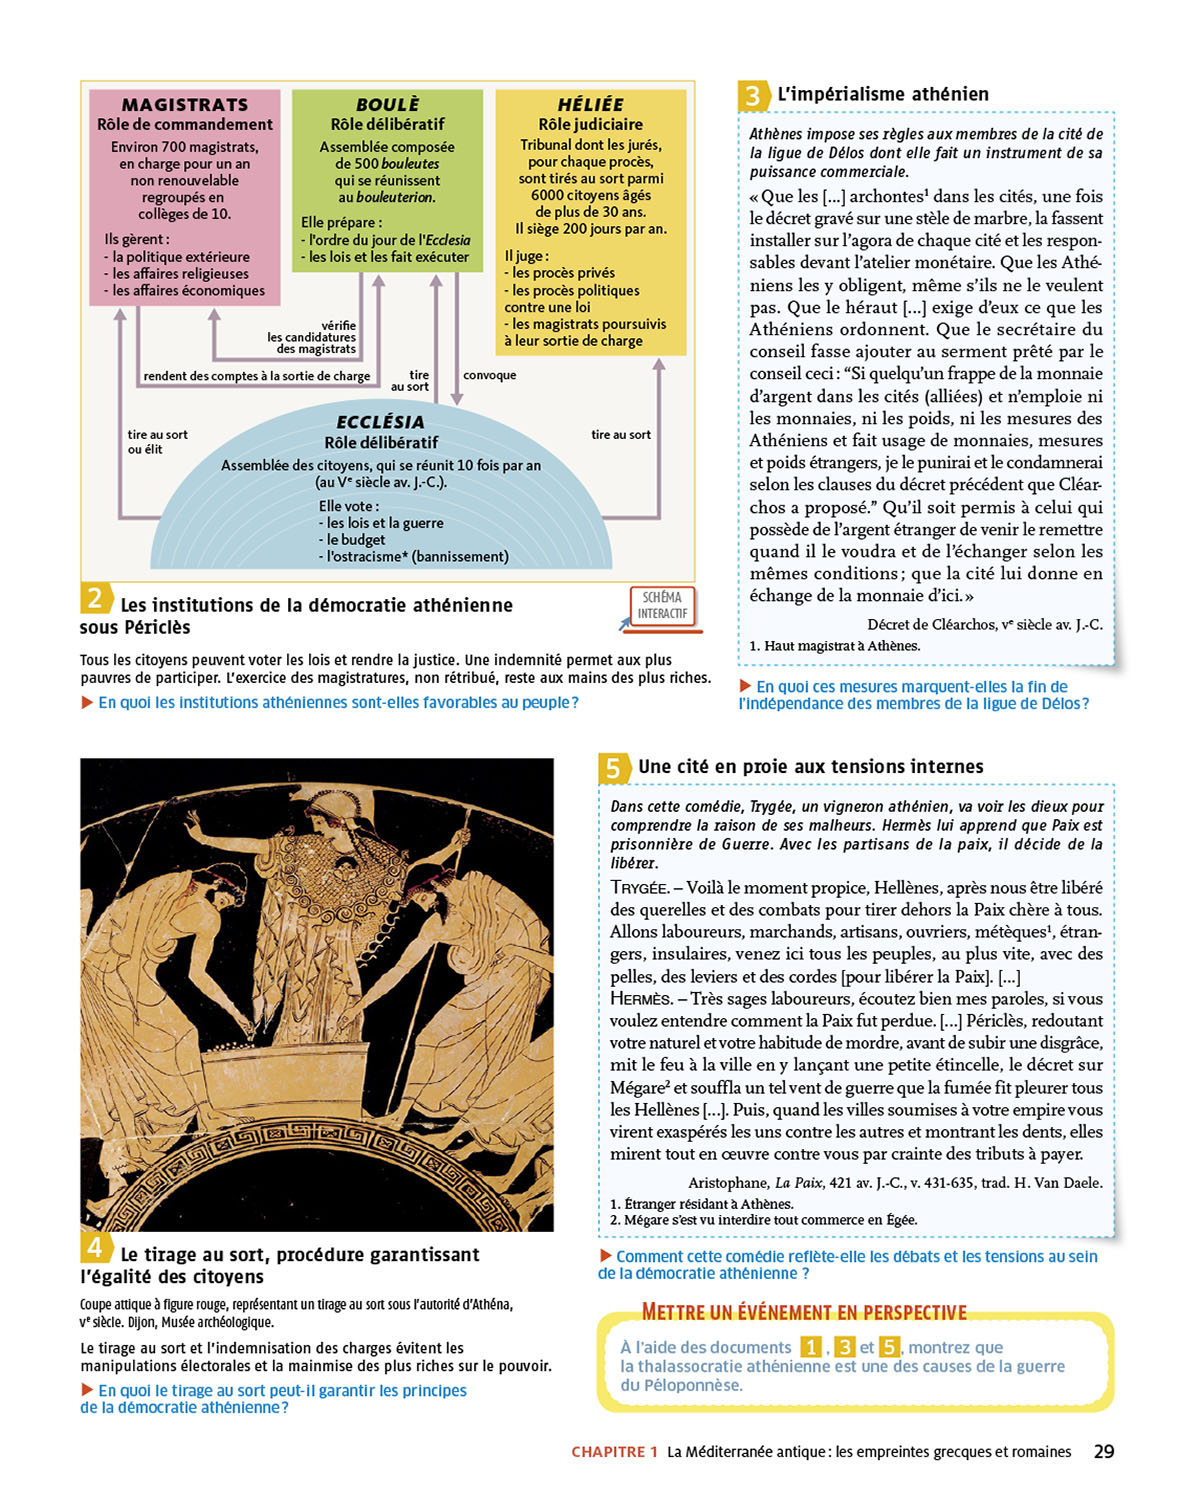 MAGISTRATS
Rôle de commandement
Environ 700 magistrats,
en charge pour un an
non renouvelable
regroupés en
collèges de 10.
Ils gèrent :
- la politique extérieure
- les affaires religieuses
- les affaires économiques
BOULÈ
Rôle délibératif
Assemblée composée
de 500 bouleutes
qui se réunissent
au bouleuterion.
Elle prépare :
- l'ordre du jour de l'Ecclesia
- les lois et les fait exécuter
HÉLIÉE
Rôle judiciaire
Tribunal dont les jurés,
pour chaque procès,
sont tirés au sort parmi
6000 citoyens âgés
de plus de 30 ans.
Il siège 200 jours par an.
Il juge :
- les procès privés
- les procès politiques
contre une loi
- les magistrats poursuivis
à leur sortie de charge
vérifie
les candidatures
des magistrats
rendent des comptes à la sortie de charge
tire
au sort
convoque
tire au sort
ou élit
tire au sort
ECCLÉSIA
Rôle délibératif
Assemblée des citoyens, qui se réunit 10 fois par an
(au Ve siècle av. J.-C.).
Elle vote :
- les lois et la guerre
- le budget
- l'ostracisme* (bannissement)
2 Les institutions de la démocratie athénienne
sous Périclès
SCHÉMA
INTERACTIF
Tous les citoyens peuvent voter les lois et rendre la justice. Une indemnité permet aux plus
pauvres de participer. L'exercice des magistratures, non rétribué, reste aux mains des plus riches.
▶ En quoi les institutions athéniennes sont-elles favorables au peuple ?
3 L'impérialisme athénien
Athènes impose ses règles aux membres de la cité de
la ligue de Délos dont elle fait un instrument de sa
puissance commerciale.
« Que les [...] archontes¹ dans les cités, une fois
le décret gravé sur une stèle de marbre, la fassent
installer sur l'agora de chaque cité et les respon-
sables devant l'atelier monétaire. Que les Athé-
niens les y obligent, même s'ils ne le veulent
pas. Que le héraut [...] exige d'eux ce que les
Athéniens ordonnent. Que le secrétaire du
conseil fasse ajouter au serment prêté par le
conseil ceci : “Si quelqu'un frappe de la monnaie
d'argent dans les cités (alliées) et n'emploie ni
les monnaies, ni les poids, ni les mesures des
Athéniens et fait usage de monnaies, mesures
et poids étrangers, je le punirai et le condamnerai
selon les clauses du décret précédent que Cléar-
chos a proposé.” Qu'il soit permis à celui qui
possède de l'argent étranger de venir le remettre
quand il le voudra et de l'échanger selon les
mêmes conditions ; que la cité lui donne en
échange de la monnaie d'ici. »
Décret de Cléarchos, ve siècle av. J.-C.
1. Haut magistrat à Athènes.
▶ En quoi ces mesures marquent-elles la fin de
l'indépendance des membres de la ligue de Délos ?
4 Le tirage au sort, procédure garantissant
l'égalité des citoyens
Coupe attique à figure rouge, représentant un tirage au sort sous l'autorité d'Athéna,
ve siècle. Dijon, Musée archéologique.
Le tirage au sort et l'indemnisation des charges évitent les
manipulations électorales et la mainmise des plus riches sur le pouvoir.
▶ En quoi le tirage au sort peut-il garantir les principes
de la démocratie athénienne ?
5 Une cité en proie aux tensions internes
Dans cette comédie, Trygée, un vigneron athénien, va voir les dieux pour
comprendre la raison de ses malheurs. Hermès lui apprend que Paix est
prisonnière de Guerre. Avec les partisans de la paix, il décide de la
libérer.
TRYGÉE. – Voilà le moment propice, Hellènes, après nous être libéré
des querelles et des combats pour tirer dehors la Paix chère à tous.
Allons laboureurs, marchands, artisans, ouvriers, métèques¹, étran-
gers, insulaires, venez ici tous les peuples, au plus vite, avec des
pelles, des leviers et des cordes [pour libérer la Paix]. [...]
HERMÈS. – Très sages laboureurs, écoutez bien mes paroles, si vous
voulez entendre comment la Paix fut perdue. [...] Périclès, redoutant
votre naturel et votre habitude de mordre, avant de subir une disgrâce,
mit le feu à la ville en y lançant une petite étincelle, le décret sur
Mégare² et souffla un tel vent de guerre que la fumée fit pleurer tous
les Hellènes [...]. Puis, quand les villes soumises à votre empire vous
virent exaspérés les uns contre les autres et montrant les dents, elles
mirent tout en œuvre contre vous par crainte des tributs à payer.
Aristophane, La Paix, 421 av. J.-C., v. 431-635, trad. H. Van Daele.
1. Étranger résidant à Athènes.
2. Mégare s'est vu interdire tout commerce en Égée.
▶ Comment cette comédie reflète-elle les débats et les tensions au sein
de la démocratie athénienne ?
METTRE UN ÉVÉNEMENT EN PERSPECTIVE
À l'aide des documents 1 , 3 et 5 , montrez que
la thalassocratie athénienne est une des causes de la guerre
du Péloponnèse.
CHAPITRE 1 La Méditerranée antique : les empreintes grecques et romaines 29